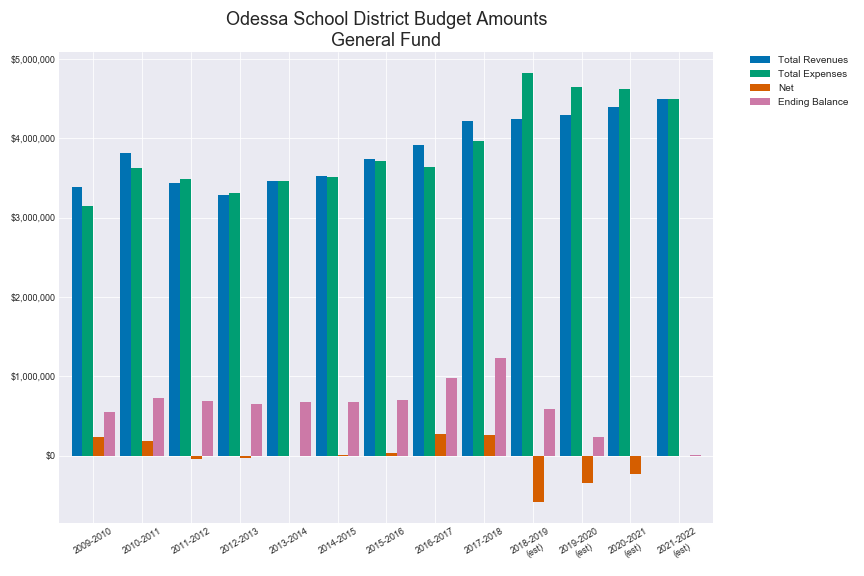 Odessa School District Budget Amounts
General Fund
$5,000,000
$4,000,000
$3,000,000
$2,000,000
$1,000,000
$0
2009-2010
2010-2011
2011-2012
2012-2013
2013-2014
2014-2015
2015-2016
2016-2017
2017-2018
2018-2019
(est)
2019-2020
(est)
2020-2021
(est)
2021-2022
(est)
Total Revenues
Total Expenses
Net
Ending Balance